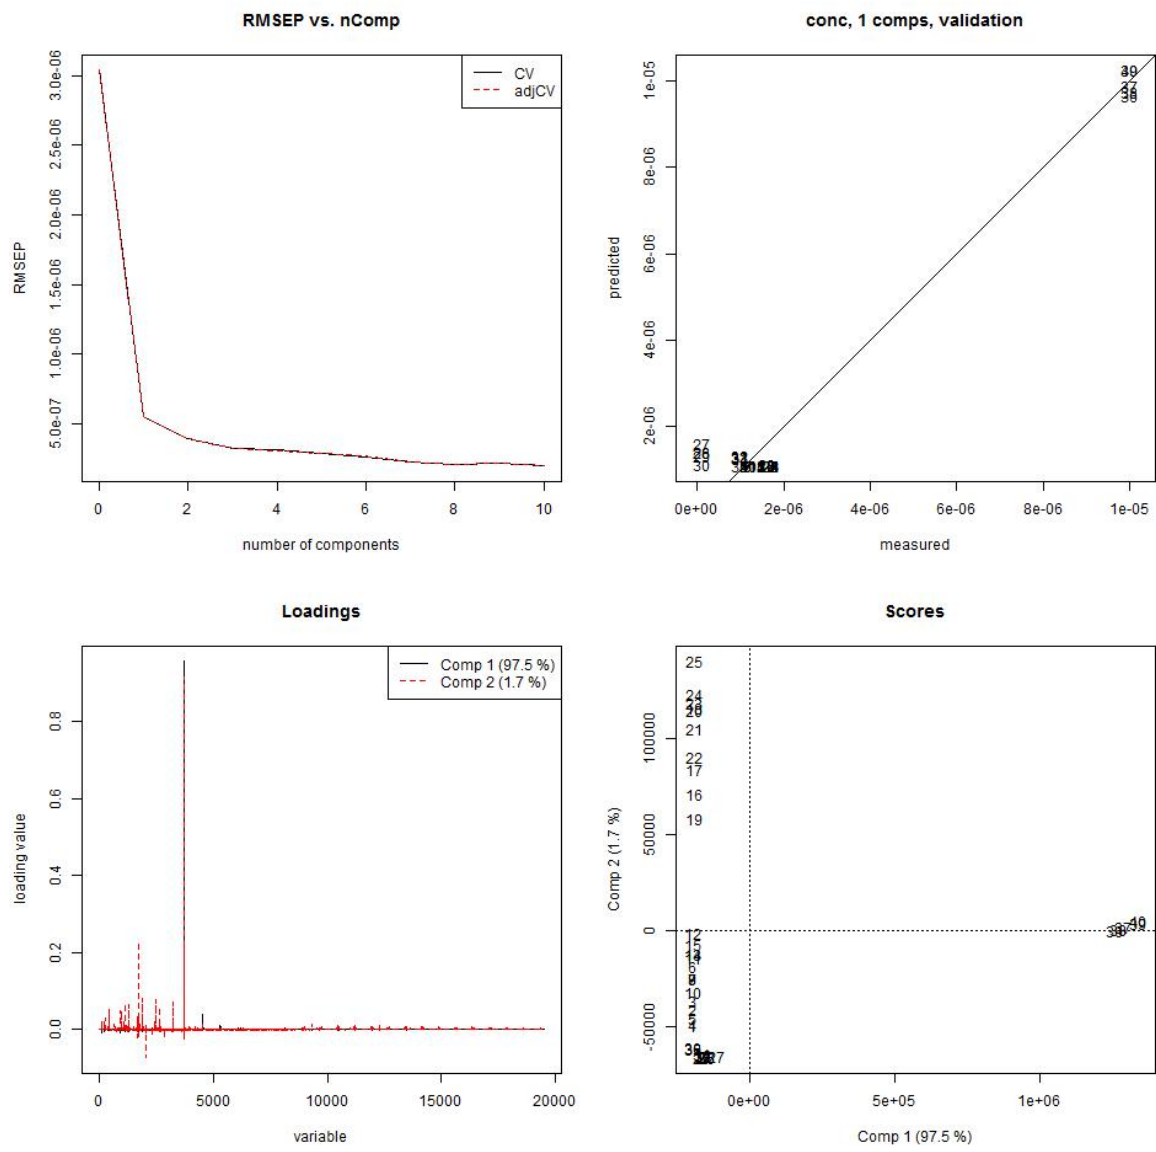 RMSEP vs. nComp
CV
adjCV
3.0e-06
2.5e-06
2.0e-06
1.5e-06
1.0e-06
5.0e-07
RMSEP
0 2 4 6 8 10
number of components
conc, 1 comps, validation
1e-05
8e-06
6e-06
4e-06
2e-06
predicted
37
27
30
0e+00 2e-06 4e-06 6e-06 8e-06 1e-05
measured
Loadings
Comp 1 (97.5 %)
Comp 2 (1.7 %)
0.8
0.6
0.4
0.2
0.0
loading value
0 5000 10000 15000 20000
variable
Scores
100000
50000
0
-50000
Comp 2 (1.7 %)
25
24
21
22
17
16
19
12
6
10
27
37
40
0e+00 5e+05 1e+06
Comp 1 (97.5 %)